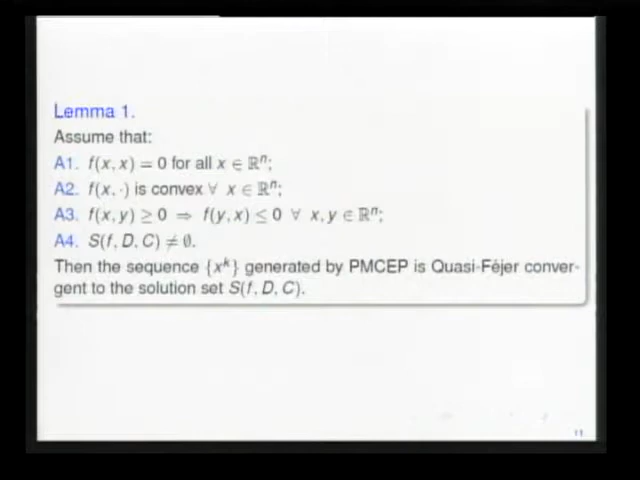 Lemma 1.
Assume that:
A1. f(x, x) = 0 for all x ∈ ℝⁿ;
A2. f(x, ·) is convex ∀ x ∈ ℝⁿ;
A3. f(x, y) ≥ 0 ⇒ f(y, x) ≤ 0 ∀ x, y ∈ ℝⁿ;
A4. S(f, D, C) ≠ ∅.
Then the sequence {xᵏ} generated by PMCEP is Quasi-Féjer conver-
gent to the solution set S(f, D, C).
11